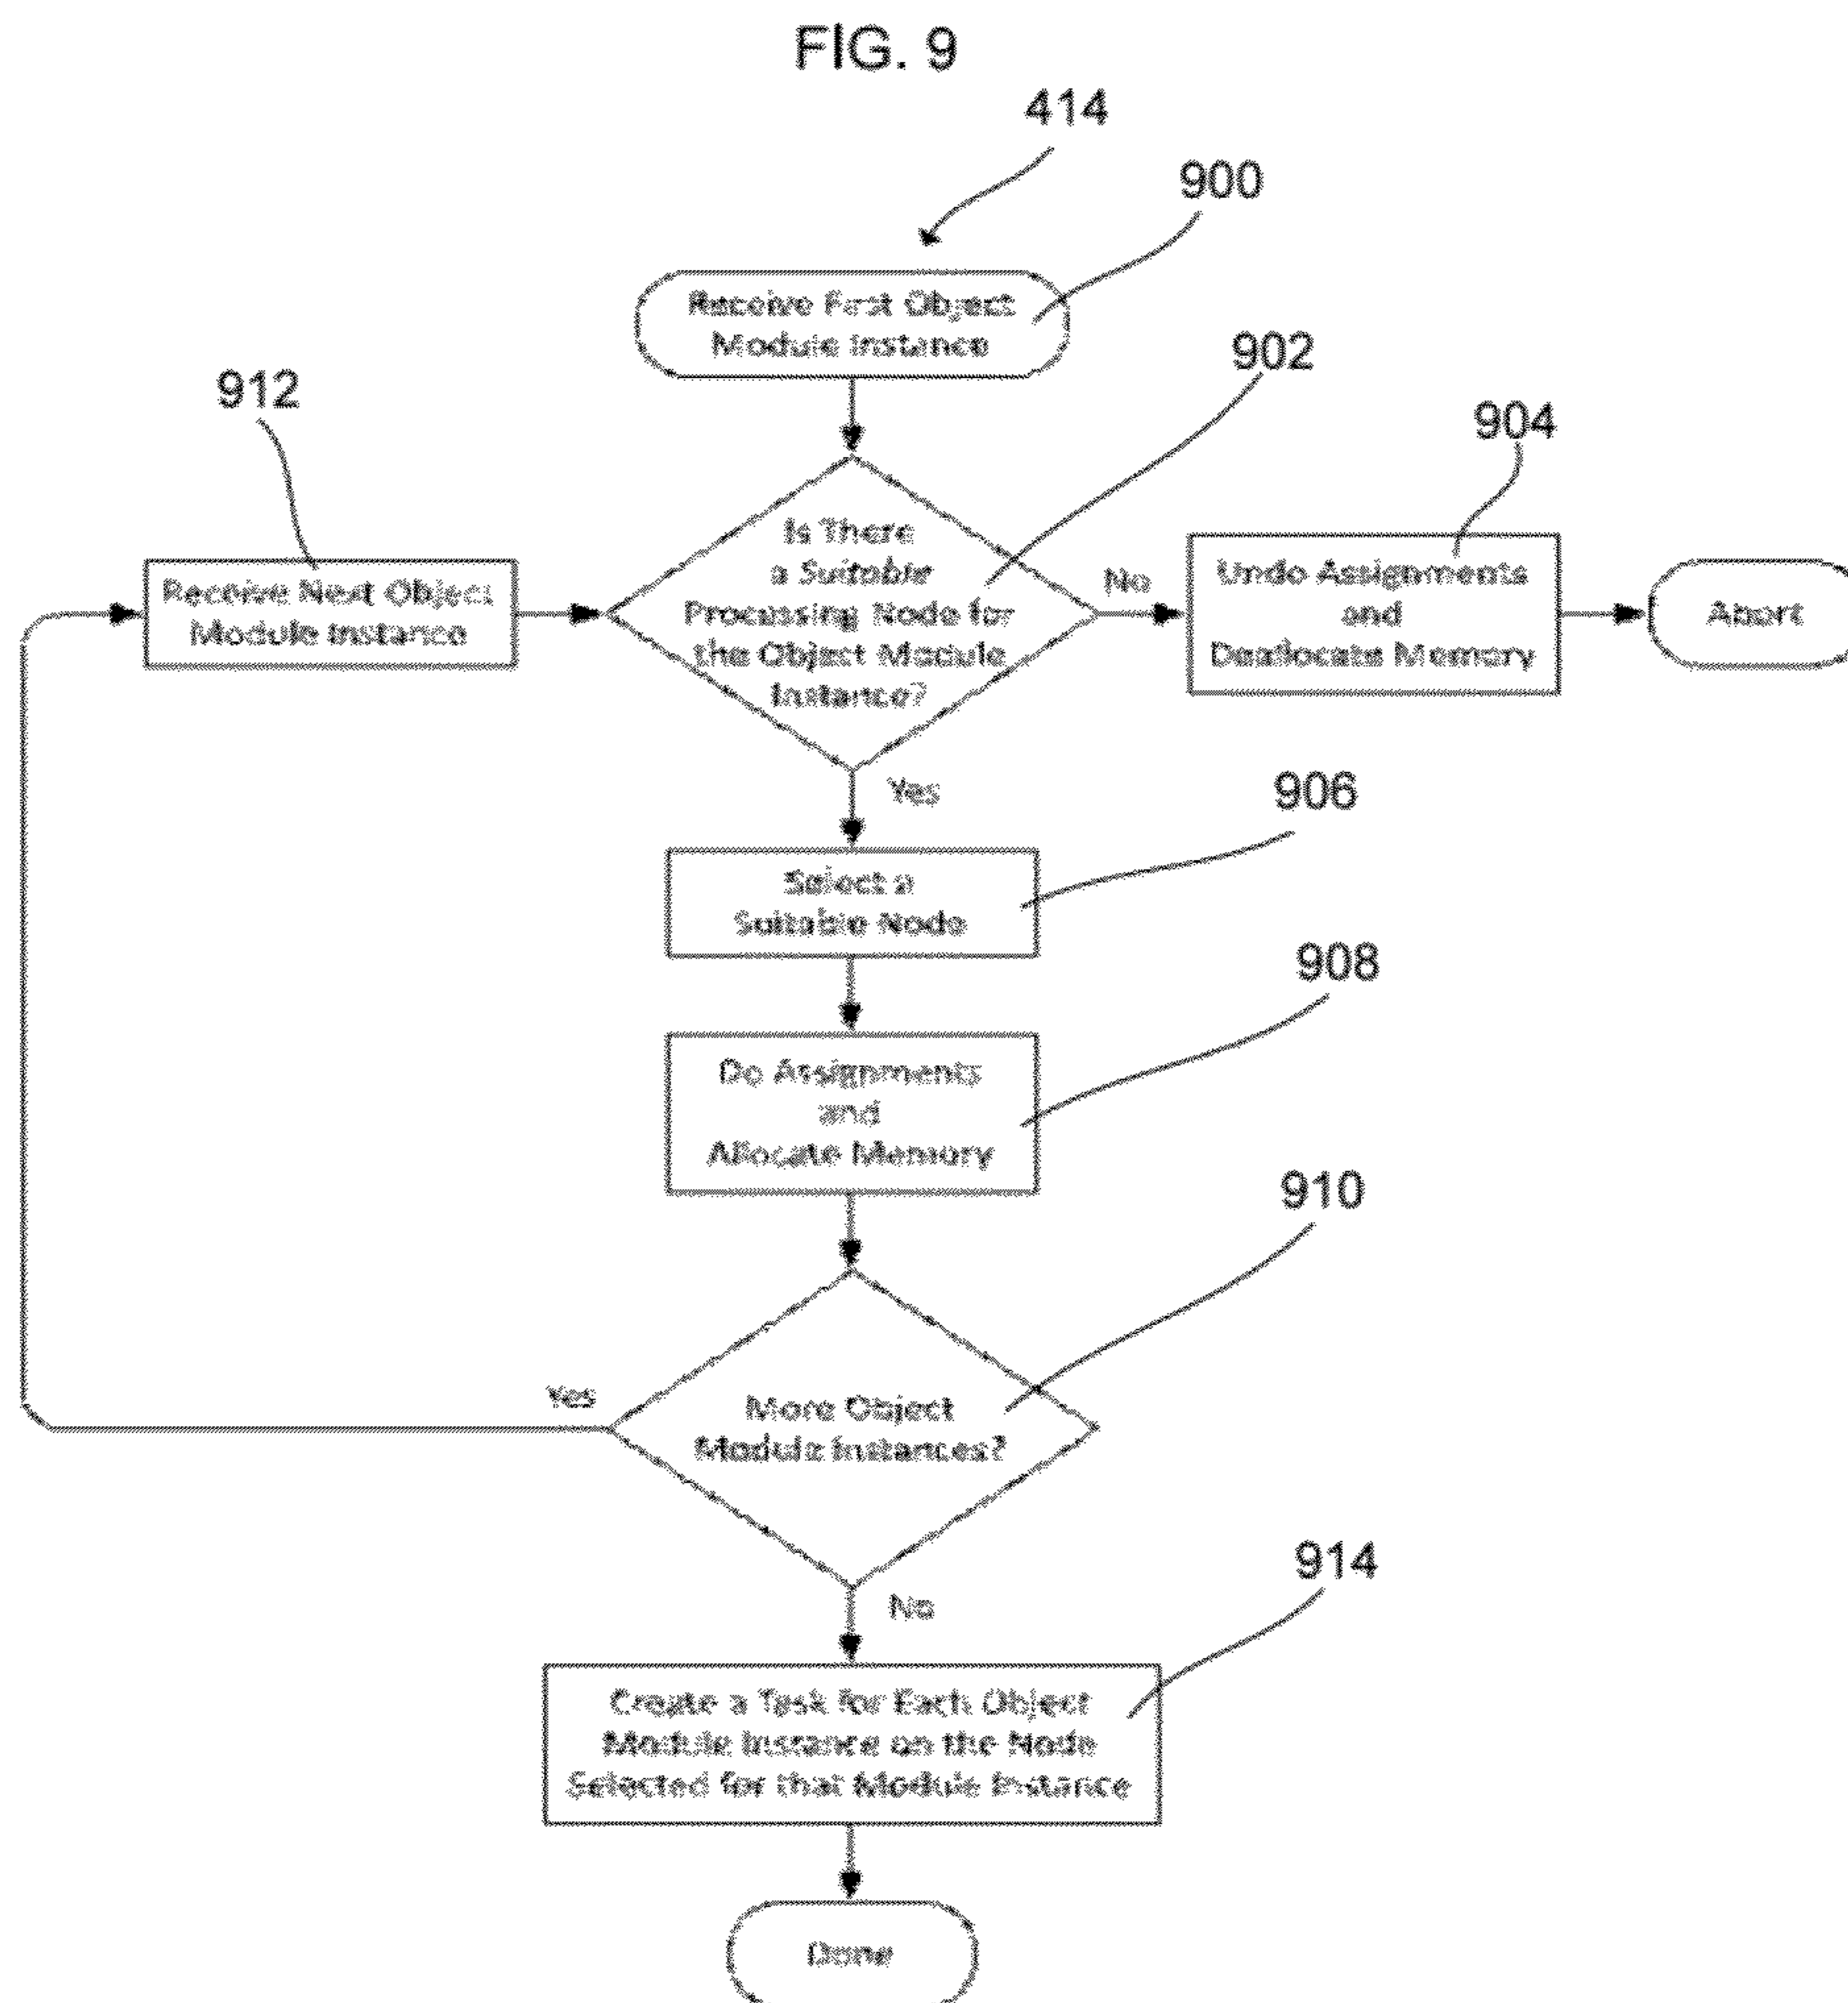 FIG. 9
414
900
Receive First Object
Module Instance
902
912
904
Receive Next Object
Module Instance
Is There
a Suitable
Processing Node for
the Object Module
Instance?
No
Undo Assignments
and
Deallocate Memory
Abort
Yes
906
Select a
Suitable Node
908
Do Assignments
and
Allocate Memory
910
Yes
More Object
Module Instances?
914
No
Create a Task for Each Object
Module Instance on the Node
Selected for that Module Instance
Done